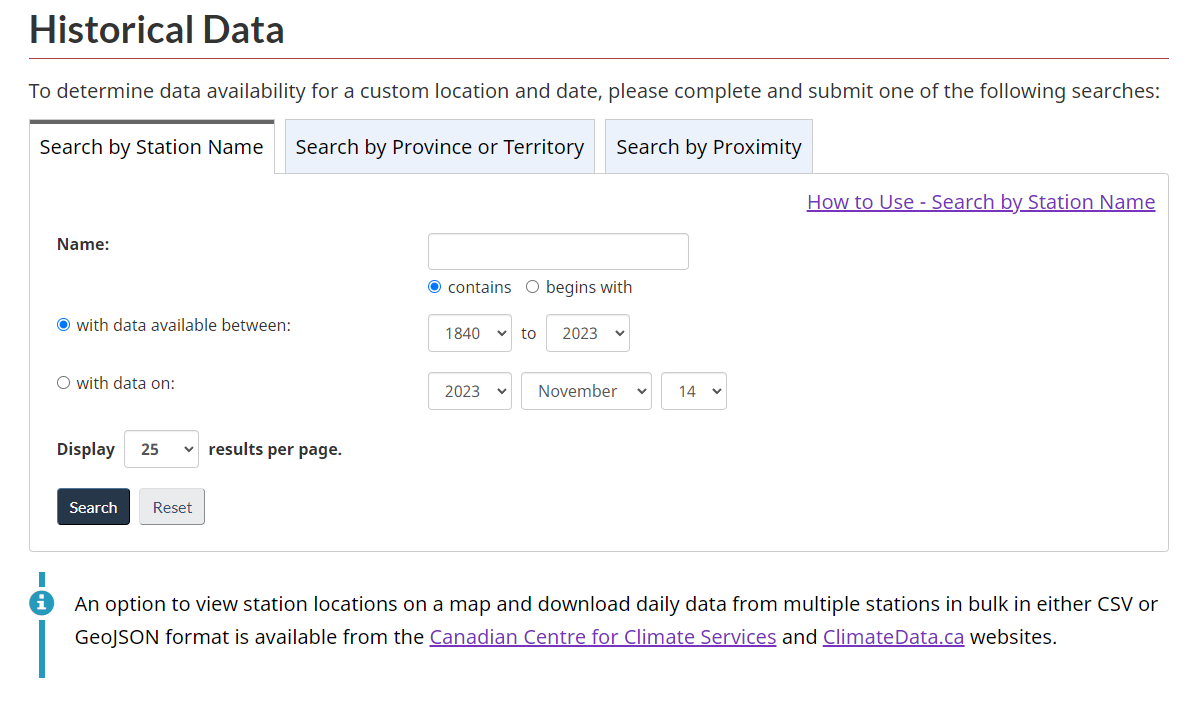 Historical Data
To determine data availability for a custom location and date, please complete and submit one of the following searches:
Search by Station Name
Search by Province or Territory
Search by Proximity
How to Use - Search by Station Name
Name:
contains
begins with
with data available between:
1840 to 2023
with data on:
2023 November 14
Display 25 results per page.
Search
Reset
An option to view station locations on a map and download daily data from multiple stations in bulk in either CSV or
GeoJSON format is available from the Canadian Centre for Climate Services and ClimateData.ca websites.